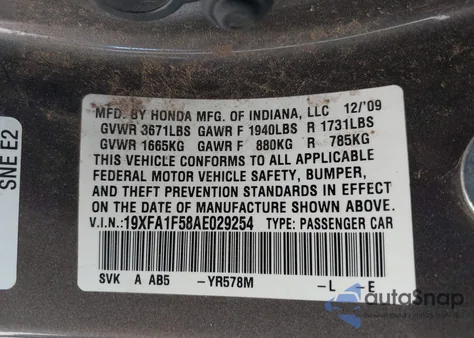 SNE E2
MFD. BY HONDA MFG. OF INDIANA, LLC 12/'09
GVWR 3671LBS GAWR F 1940LBS R 1731LBS
GVWR 1665KG GAWR F 880KG R 785KG
THIS VEHICLE CONFORMS TO ALL APPLICABLE
FEDERAL MOTOR VEHICLE SAFETY, BUMPER,
AND THEFT PREVENTION STANDARDS IN EFFECT
ON THE DATE OF MANUFACTURE SHOWN ABOVE.
V.I.N.:19XFA1F58AE029254 TYPE: PASSENGER CAR
SVK A AB5 -YR578M -L -E
autoSnap